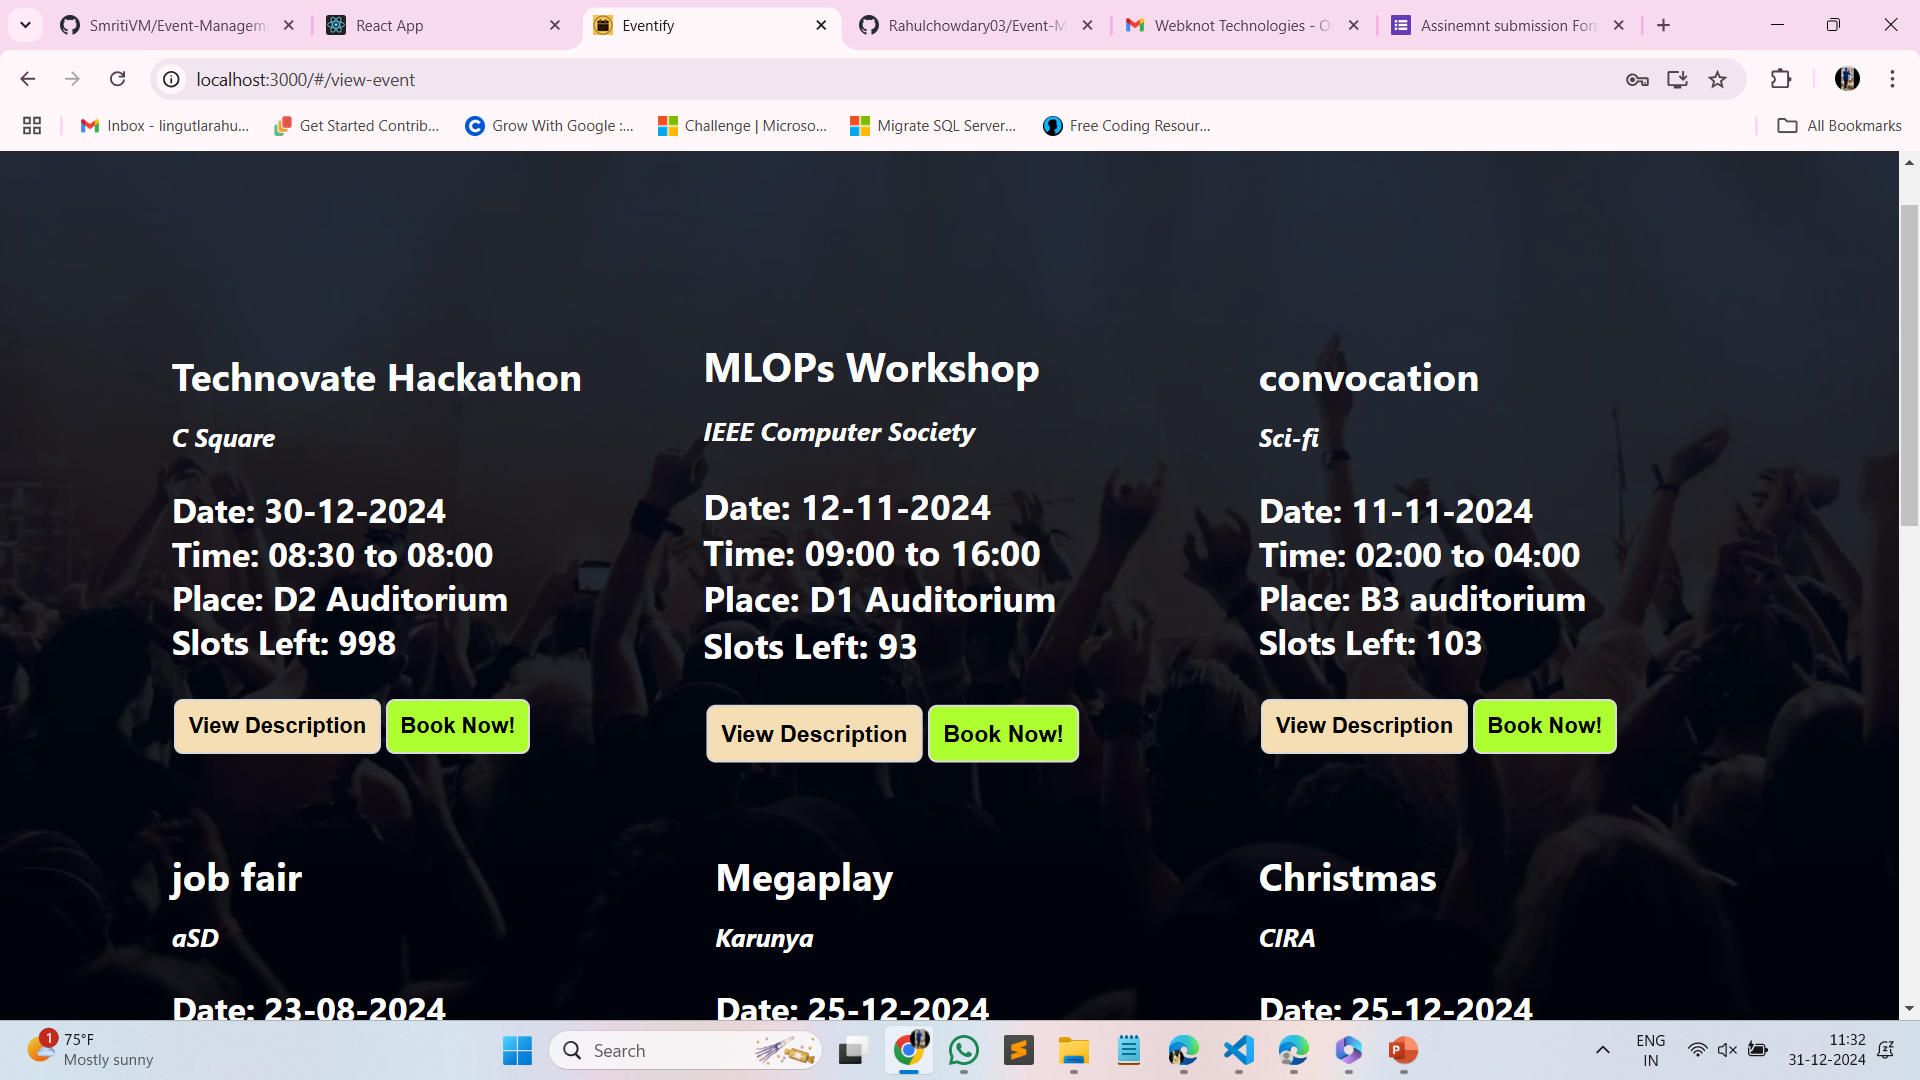 SmritiVM/Event-Managem
React App
Eventify
Rahulchowdary03/Event-M
Webknot Technologies - O
Assinemnt submission For
localhost:3000/#/view-event
Inbox - lingutlarahu...
Get Started Contrib...
Grow With Google :...
Challenge | Microso...
Migrate SQL Server...
Free Coding Resour...
All Bookmarks
Technovate Hackathon
C Square
Date: 30-12-2024
Time: 08:30 to 08:00
Place: D2 Auditorium
Slots Left: 998
View Description
Book Now!
MLOPs Workshop
IEEE Computer Society
Date: 12-11-2024
Time: 09:00 to 16:00
Place: D1 Auditorium
Slots Left: 93
View Description
Book Now!
convocation
Sci-fi
Date: 11-11-2024
Time: 02:00 to 04:00
Place: B3 auditorium
Slots Left: 103
View Description
Book Now!
job fair
aSD
Date: 23-08-2024
Megaplay
Karunya
Date: 25-12-2024
Christmas
CIRA
Date: 25-12-2024
1
75°F
Mostly sunny
Search
ENG
IN
11:32
31-12-2024